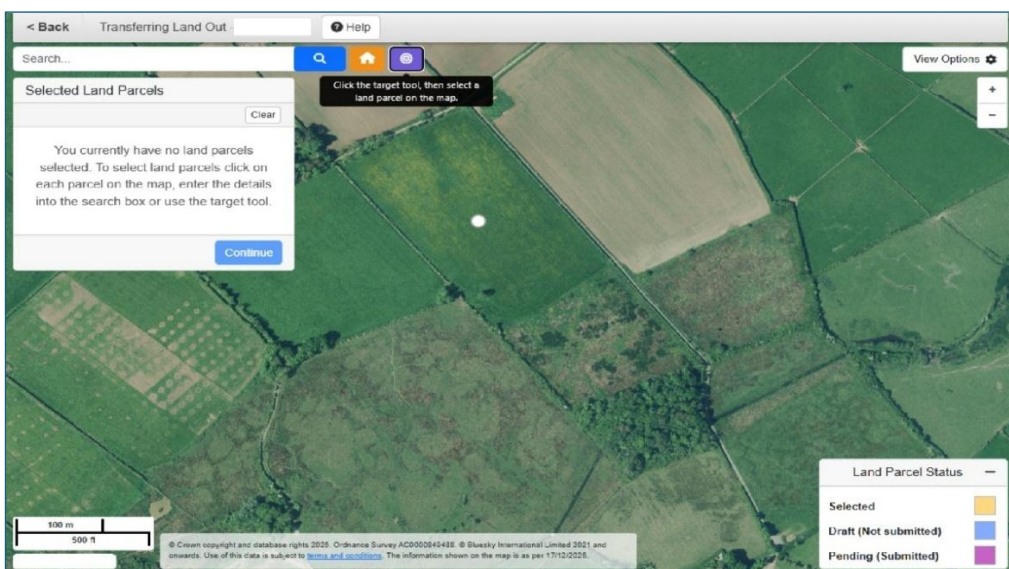 < Back
Transferring Land Out -
Help
Search...
View Options
Click the target tool, then select a
land parcel on the map.
Selected Land Parcels
Clear
You currently have no land parcels
selected. To select land parcels click on
each parcel on the map, enter the details
into the search box or use the target tool.
Continue
+
−
Land Parcel Status −
Selected
Draft (Not submitted)
Pending (Submitted)
100 m
500 ft
© Crown copyright and database rights 2025. Ordnance Survey © Bluesky International Limited 2021 and
onwards. Use of this data is subject to terms and conditions. The information shown on the map is as per 17/12/2025.